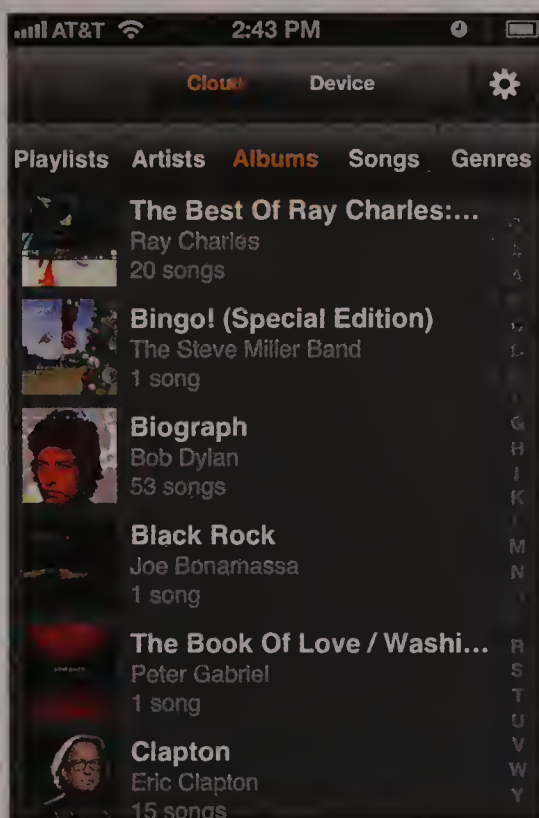 AT&T 2:43 PM
Cloud Device
Playlists Artists Albums Songs Genres
The Best Of Ray Charles:...
Ray Charles
20 songs
Bingo! (Special Edition)
The Steve Miller Band
1 song
Biograph
Bob Dylan
53 songs
Black Rock
Joe Bonamassa
1 song
The Book Of Love / Washi...
Peter Gabriel
1 song
Clapton
Eric Clapton
15 songs
A
G
H
J
K
M
N
R
S
T
U
V
W
Y